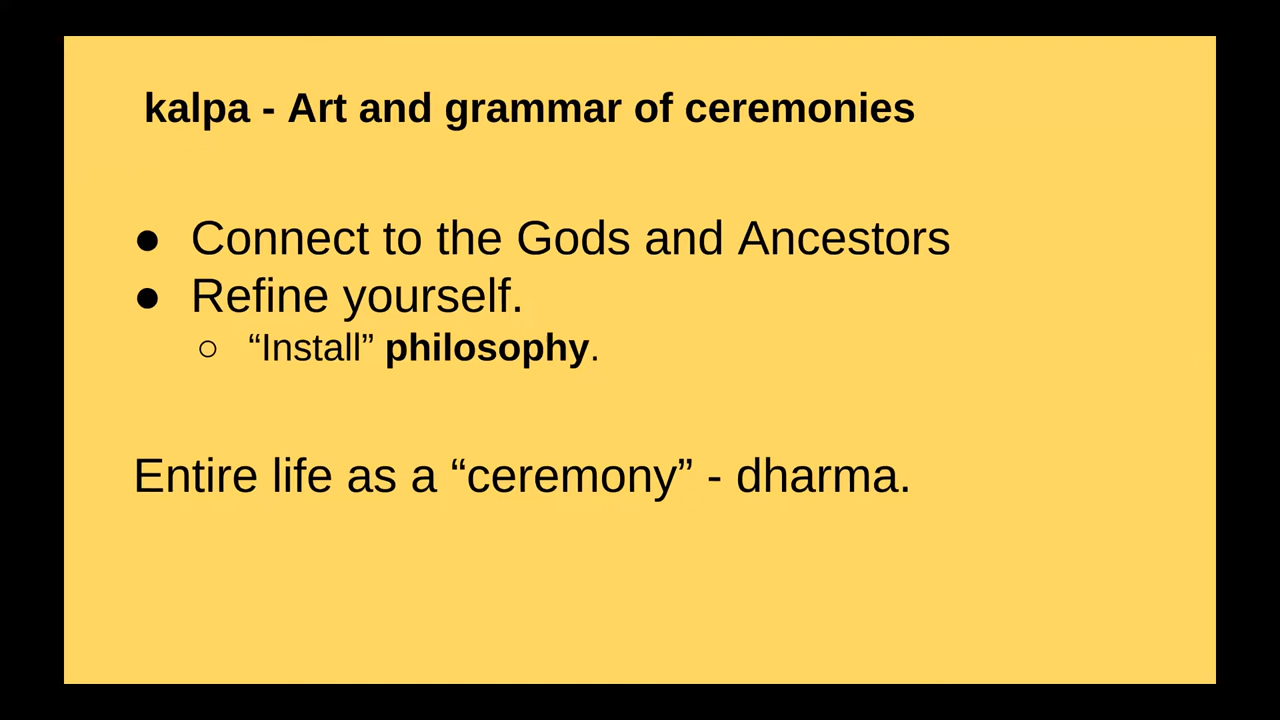 kalpa - Art and grammar of ceremonies
● Connect to the Gods and Ancestors
● Refine yourself.
○ “Install” philosophy.
Entire life as a “ceremony” - dharma.